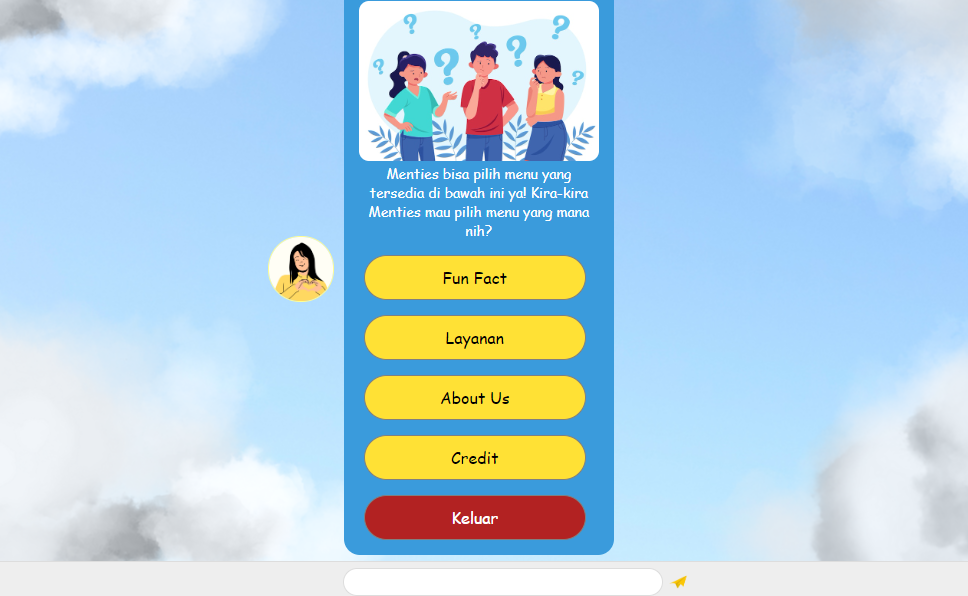 Menties bisa pilih menu yang
tersedia di bawah ini ya! Kira-kira
Menties mau pilih menu yang mana
nih?
Fun Fact
Layanan
About Us
Credit
Keluar